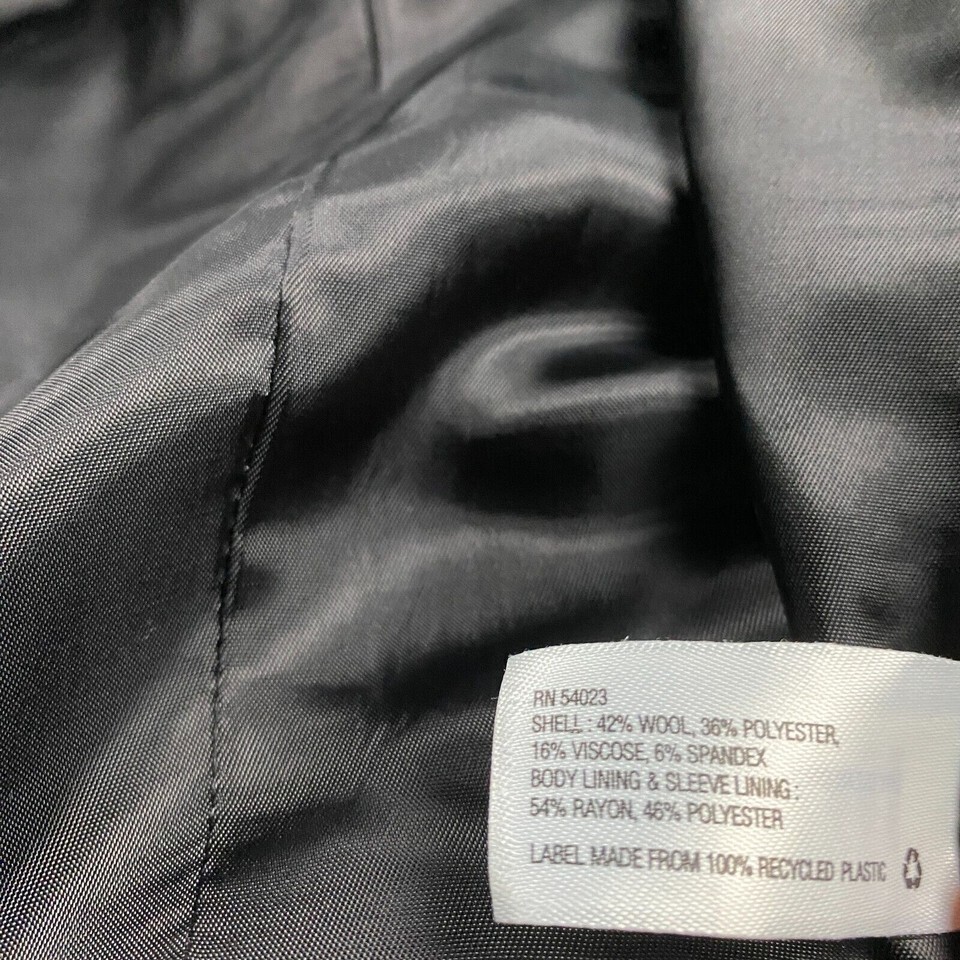 RN 54023
SHELL : 42% WOOL, 36% POLYESTER,
16% VISCOSE, 6% SPANDEX
BODY LINING & SLEEVE LINING :
54% RAYON, 46% POLYESTER
LABEL MADE FROM 100% RECYCLED PLASTIC